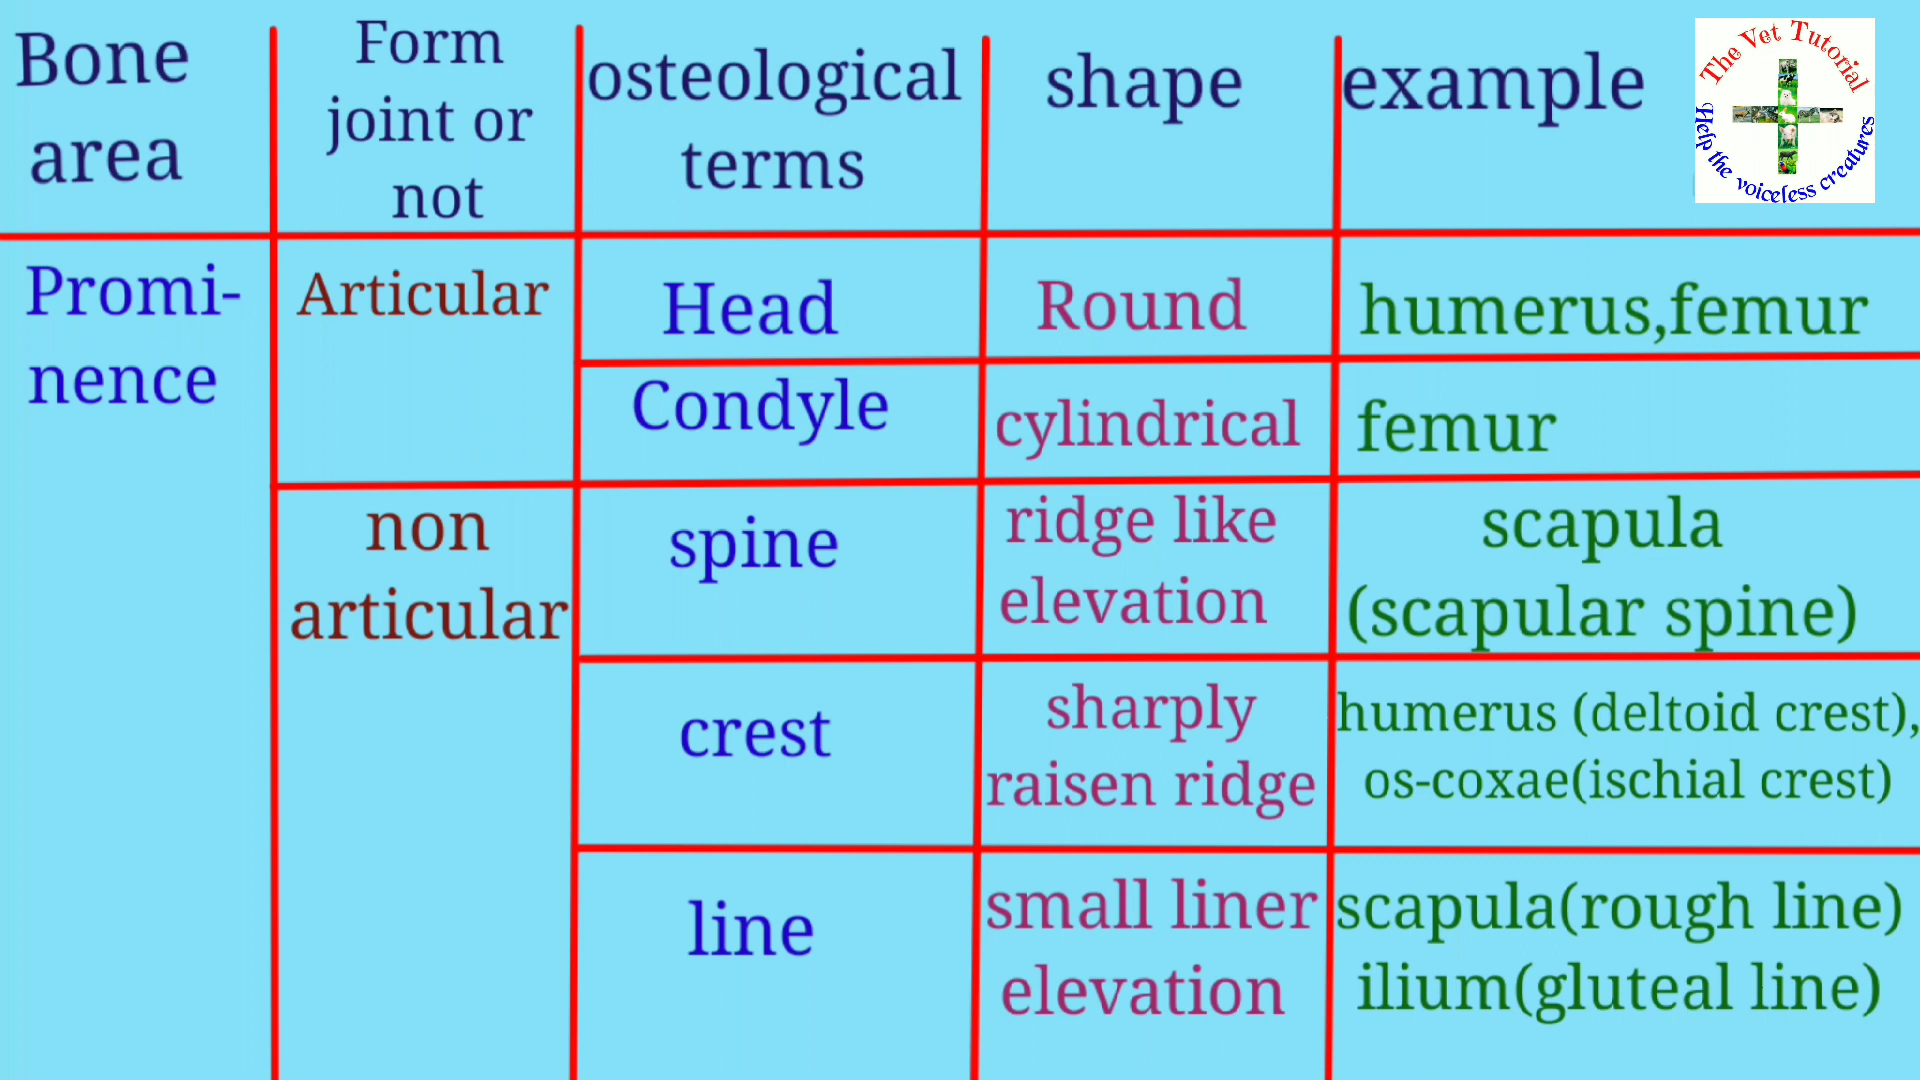 Bone
area
Form
joint or
not
osteological
terms
shape
example
The Vet Tutorial
Help the voiceless creatures
Promi-
nence
Articular
Head
Round
humerus,femur
Condyle
cylindrical
femur
non
articular
spine
ridge like
elevation
scapula
(scapular spine)
crest
sharply
raisen ridge
humerus (deltoid crest),
os-coxae(ischial crest)
line
small liner
elevation
scapula(rough line)
ilium(gluteal line)